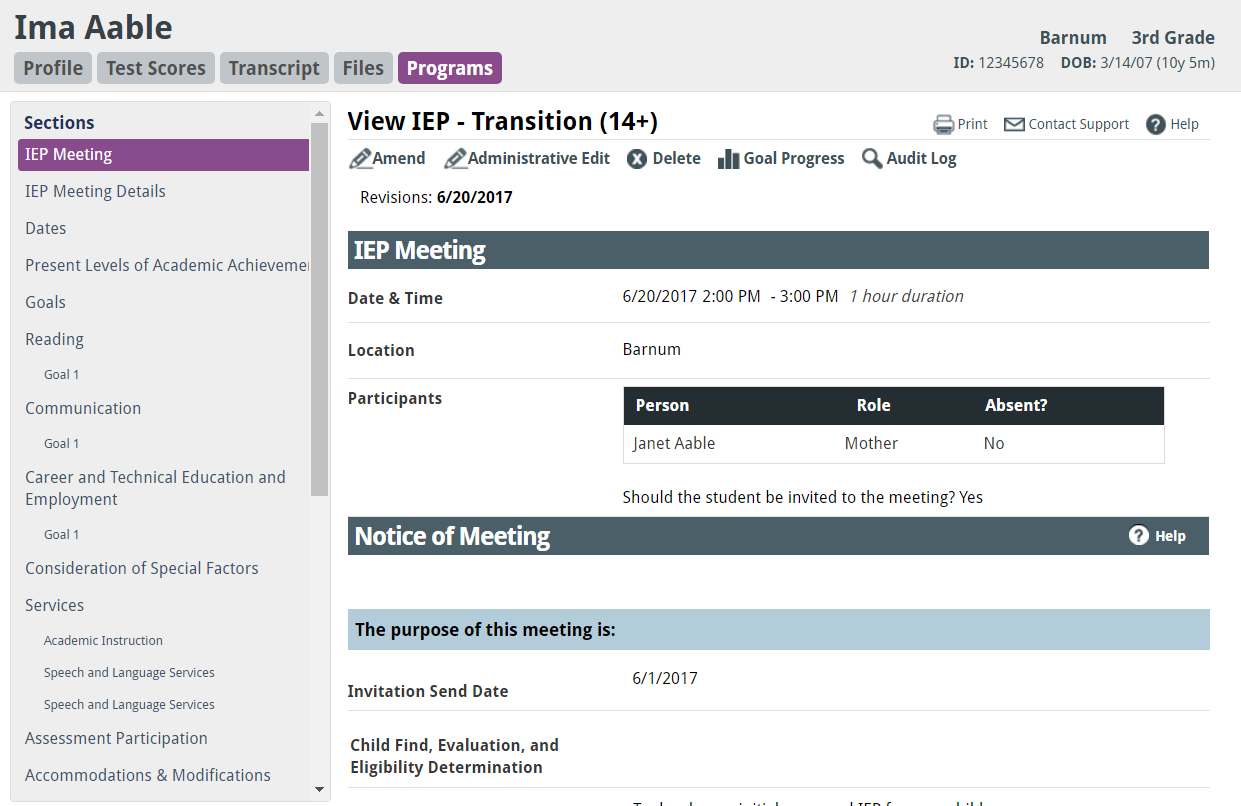 Ima Aable
Barnum 3rd Grade
Profile Test Scores Transcript Files Programs
ID: 12345678 DOB: 3/14/07 (10y 5m)
Sections
IEP Meeting
IEP Meeting Details
Dates
Present Levels of Academic Achieveme
Goals
Reading
Goal 1
Communication
Goal 1
Career and Technical Education and
Employment
Goal 1
Consideration of Special Factors
Services
Academic Instruction
Speech and Language Services
Speech and Language Services
Assessment Participation
Accommodations & Modifications
View IEP - Transition (14+)
Print Contact Support Help
Amend Administrative Edit Delete Goal Progress Audit Log
Revisions: 6/20/2017
IEP Meeting
Date & Time 6/20/2017 2:00 PM - 3:00 PM 1 hour duration
Location Barnum
Participants
Person Role Absent?
Janet Aable Mother No
Should the student be invited to the meeting? Yes
Notice of Meeting Help
The purpose of this meeting is:
Invitation Send Date 6/1/2017
Child Find, Evaluation, and
Eligibility Determination